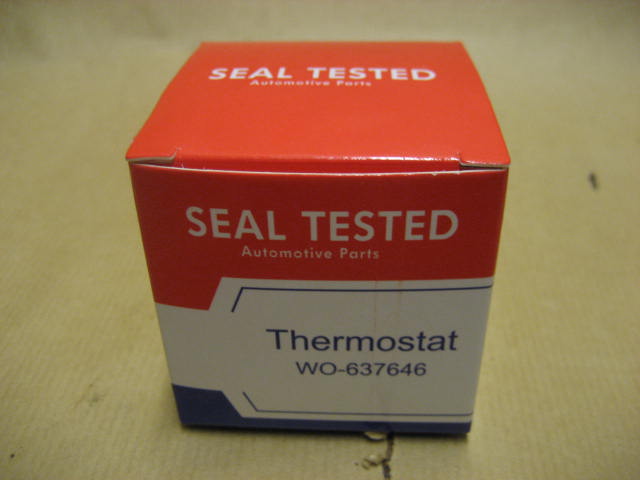 SEAL TESTED
Automotive Parts
SEAL TESTED
Automotive Parts
Thermostat
WO-637646